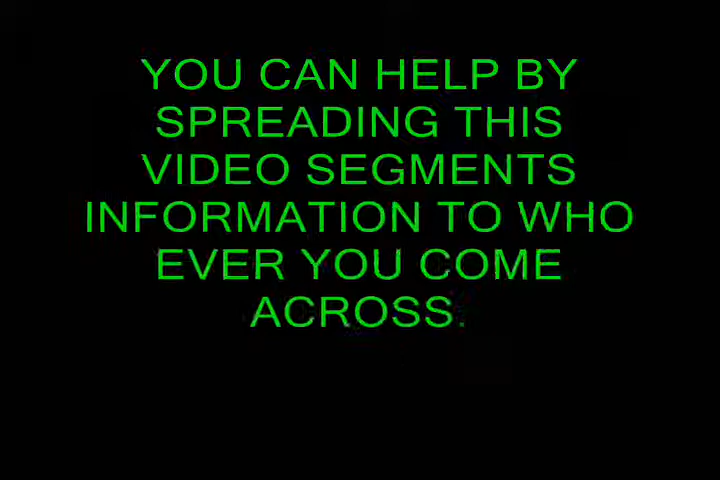 YOU CAN HELP BY
SPREADING THIS
VIDEO SEGMENTS
INFORMATION TO WHO
EVER YOU COME
ACROSS.